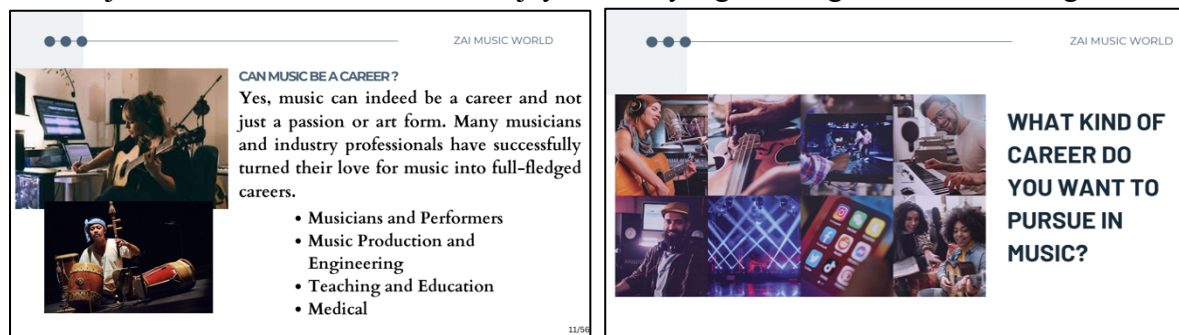 ZAI MUSIC WORLD
CAN MUSIC BE A CAREER ?
Yes, music can indeed be a career and not
just a passion or art form. Many musicians
and industry professionals have successfully
turned their love for music into full-fledged
careers.
• Musicians and Performers
• Music Production and
Engineering
• Teaching and Education
• Medical
11/56
ZAI MUSIC WORLD
WHAT KIND OF
CAREER DO
YOU WANT TO
PURSUE IN
MUSIC?